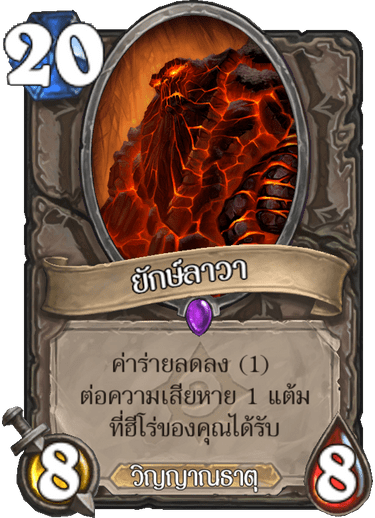 20
ยักษ์ลาวา
ค่าร่ายลดลง (1)
ต่อความเสียหาย 1 แต้ม
ที่ฮีโร่ของคุณได้รับ
8
วิญญาณธาตุ
8